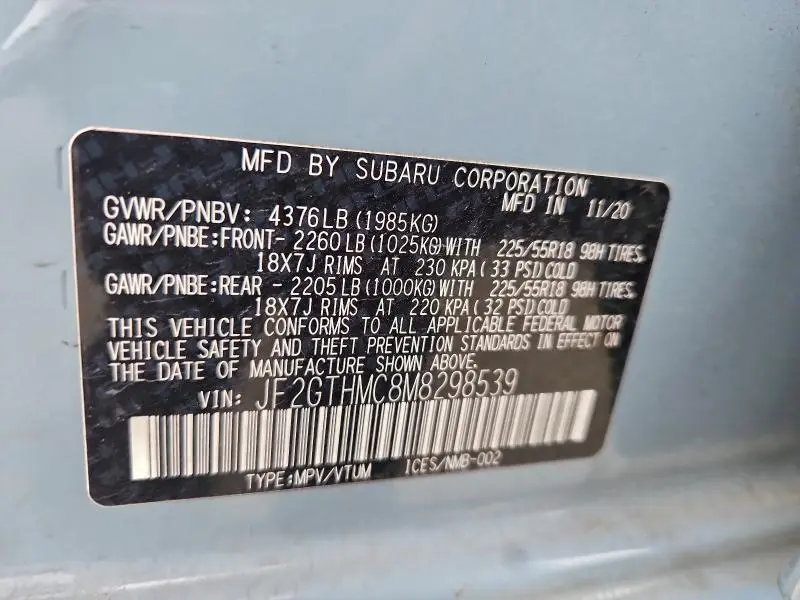 MFD BY SUBARU CORPORATION
MFD IN 11/20
GVWR/PNBV: 4376LB (1985KG)
GAWR/PNBE:FRONT- 2260 LB (1025KG) WITH 225/55R18 98H TIRES,
18X7J RIMS AT 230 KPA (33 PSI) COLD
GAWR/PNBE:REAR - 2205 LB (1000KG) WITH 225/55R18 98H TIRES,
18X7J RIMS AT 220 KPA (32 PSI) COLD
THIS VEHICLE CONFORMS TO ALL APPLICABLE FEDERAL MOTOR
VEHICLE SAFETY AND THEFT PREVENTION STANDARDS IN EFFECT ON
THE DATE OF MANUFACTURE SHOWN ABOVE.
VIN: JF2GTHMC8M8298539
TYPE:MPV/VTUM ICES/NMB-002